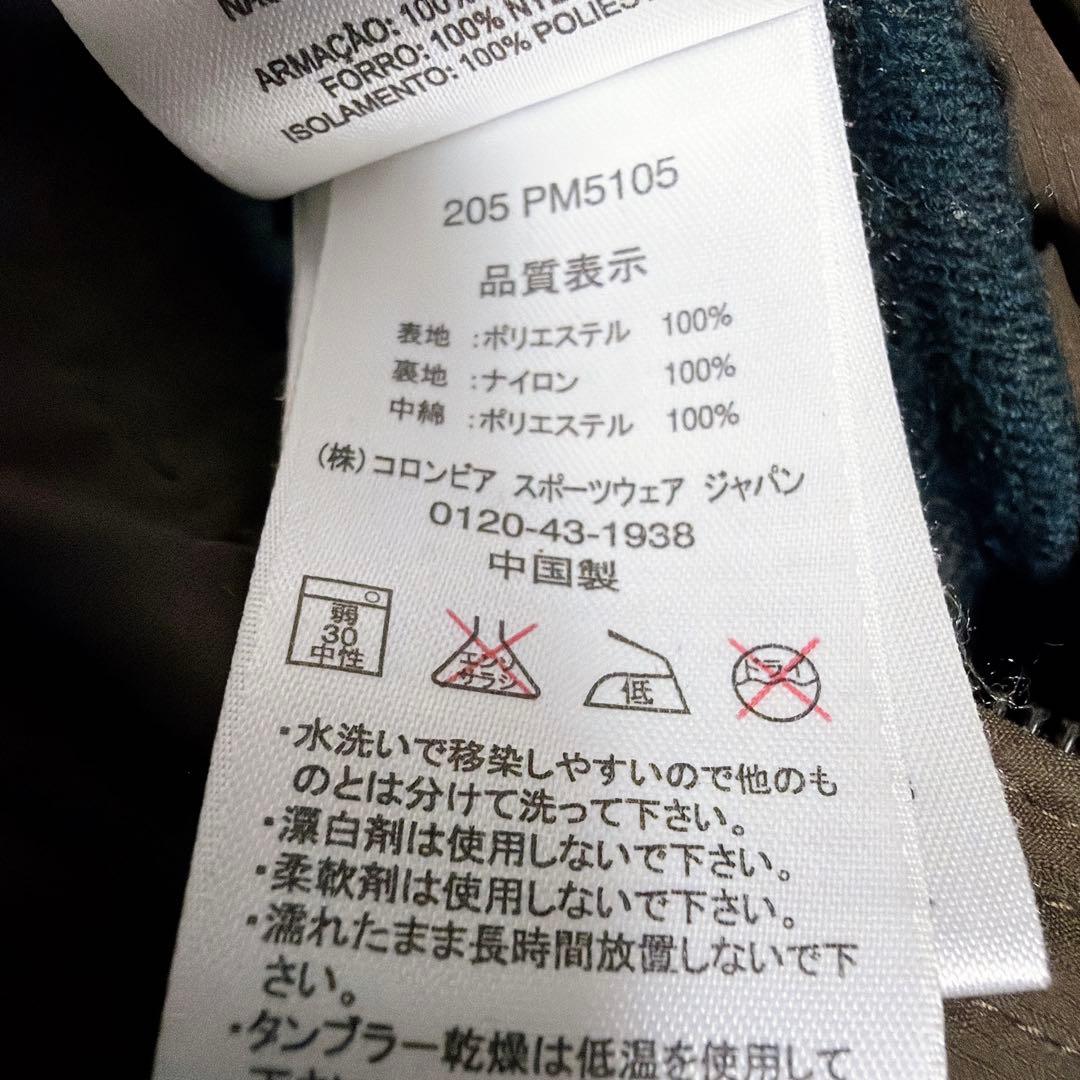 ARMAÇÃO: 100%
FORRO: 100%
ISOLAMENTO: 100%
205 PM5105
品質表示
表地 :ポリエステル 100%
裏地 :ナイロン 100%
中綿 :ポリエステル 100%
(株)コロンビア スポーツウェア ジャパン
0120-43-1938
中国製
弱
30
中性
エンソ
サラシ
低
ドライ
・水洗いで移染しやすいので他のも
のとは分けて洗って下さい。
・漂白剤は使用しないで下さい。
・柔軟剤は使用しないで下さい。
・濡れたまま長時間放置しないで下
さい。
・タンブラー乾燥は低温を使用して